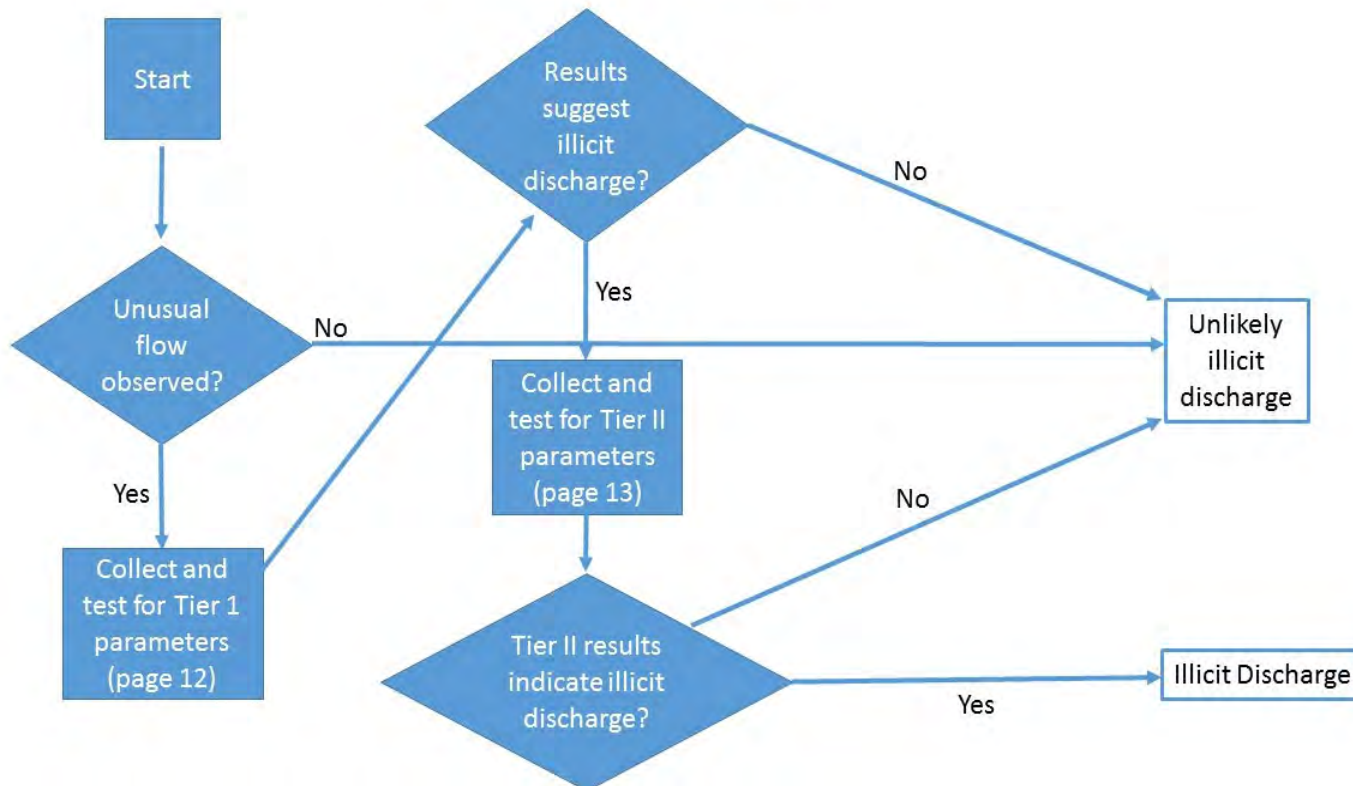 Start
Unusual
flow
observed?
No
Yes
Collect and
test for Tier 1
parameters
(page 12)
Results
suggest
illicit
discharge?
No
Yes
Collect and
test for Tier II
parameters
(page 13)
Tier II results
indicate illicit
discharge?
No
Yes
Unlikely
illicit
discharge
Illicit Discharge